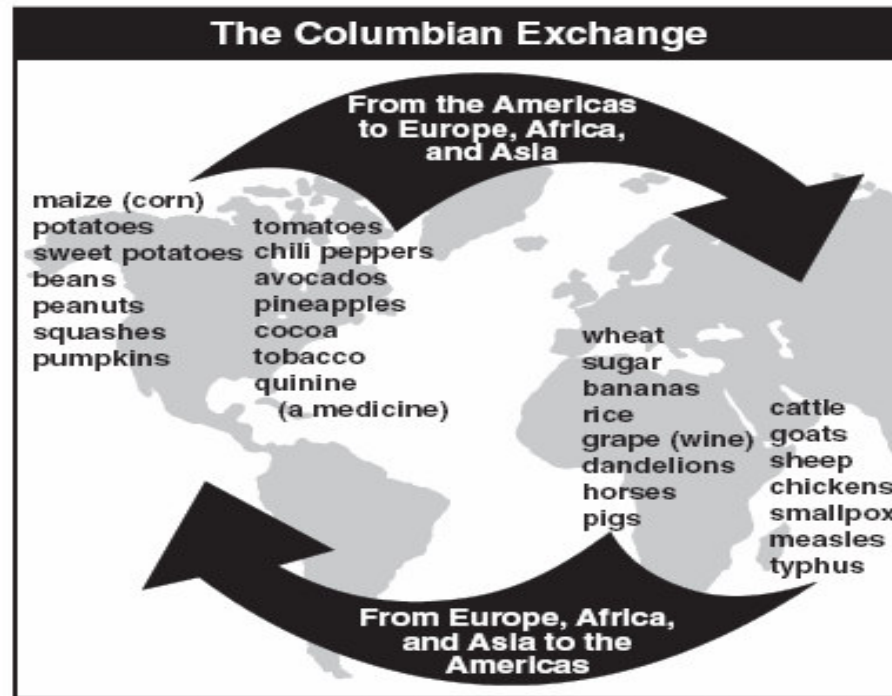 The Columbian Exchange
From the Americas
to Europe, Africa,
and Asia
maize (corn)
potatoes
sweet potatoes
beans
peanuts
squashes
pumpkins
tomatoes
chili peppers
avocados
pineapples
cocoa
tobacco
quinine
(a medicine)
wheat
sugar
bananas
rice
grape (wine)
dandelions
horses
pigs
cattle
goats
sheep
chickens
smallpox
measles
typhus
From Europe, Africa,
and Asia to the
Americas